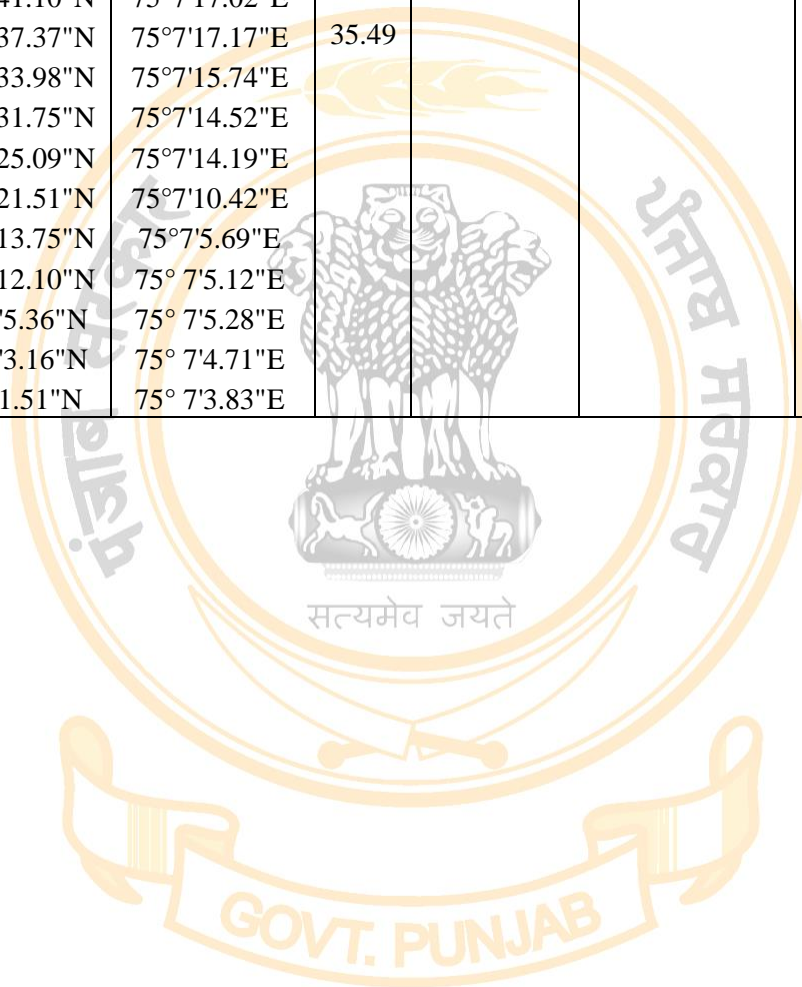 41.10"N 75°7'17.02"E
37.37"N 75°7'17.17"E 35.49
33.98"N 75°7'15.74"E
31.75"N 75°7'14.52"E
25.09"N 75°7'14.19"E
21.51"N 75°7'10.42"E
13.75"N 75°7'5.69"E
12.10"N 75° 7'5.12"E
'5.36"N 75° 7'5.28"E
'3.16"N 75° 7'4.71"E
1.51"N 75° 7'3.83"E
पंजाब सरकार
ਪੰਜਾਬ ਸਰਕਾਰ
सत्यमेव जयते
GOVT. PUNJAB